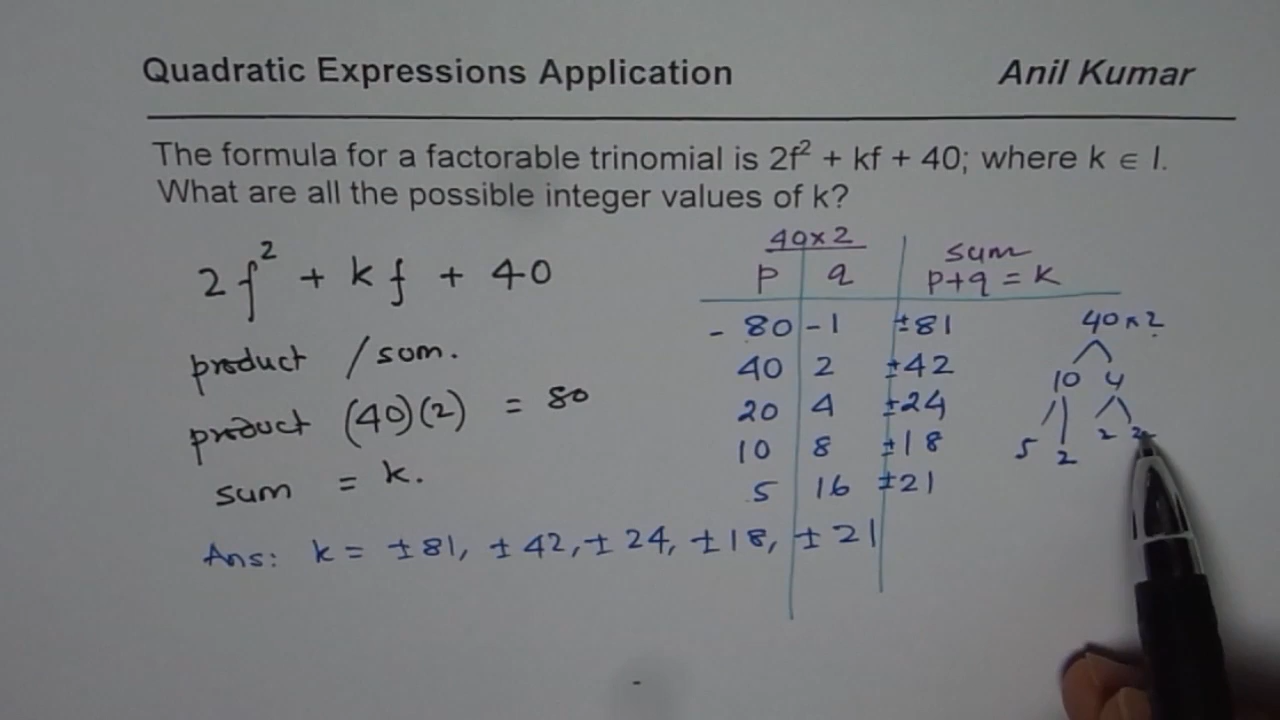 Quadratic Expressions Application Anil Kumar
The formula for a factorable trinomial is 2f² + kf + 40; where k ∈ I.
What are all the possible integer values of k?
2f² + kf + 40
product / sum.
product (40)(2) = 80
sum = k.
40×2
p q sum p+q = k
- 80 -1 ±81
40 2 ±42
20 4 ±24
10 8 ±18
5 16 ±21
40×2
10 4
5 2 2 2
Ans: k = ±81, ±42, ±24, ±18, ±21